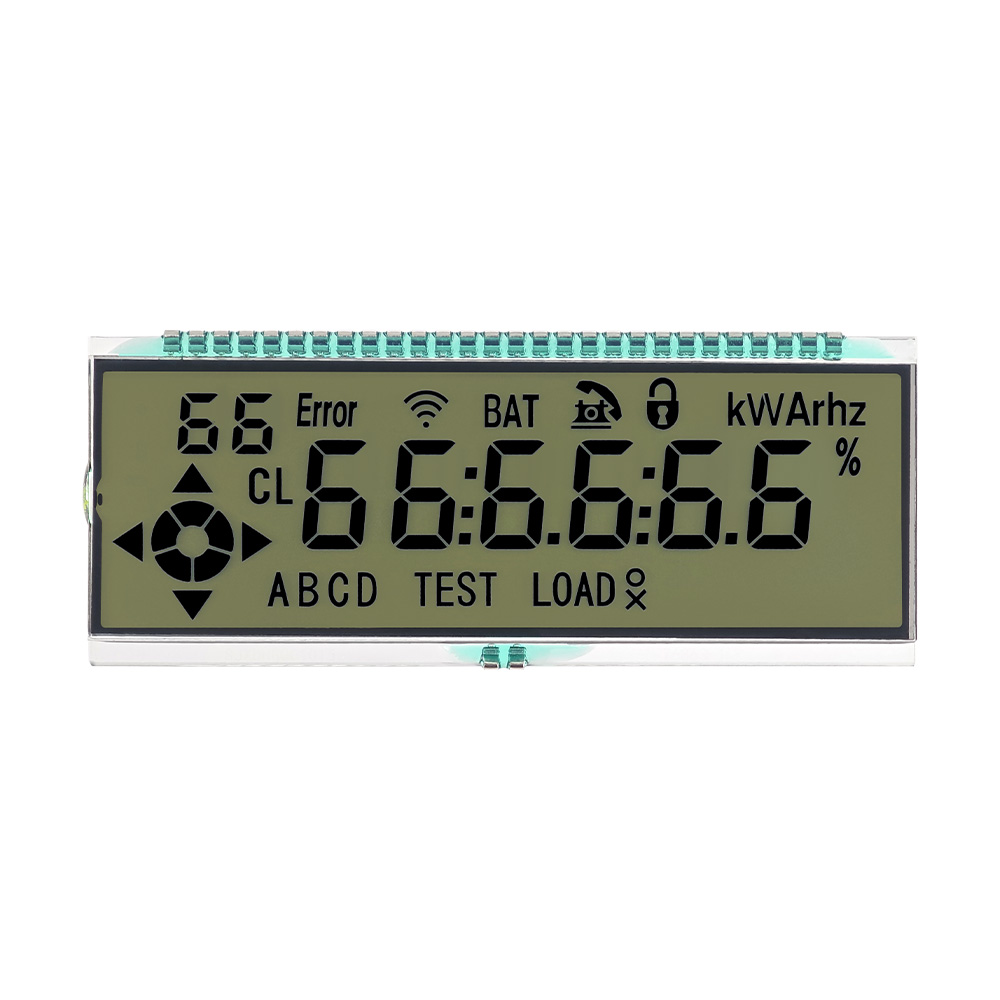 66 Error BAT kWArhz
CL 66:6.6:6.6 %
ABCD TEST LOAD